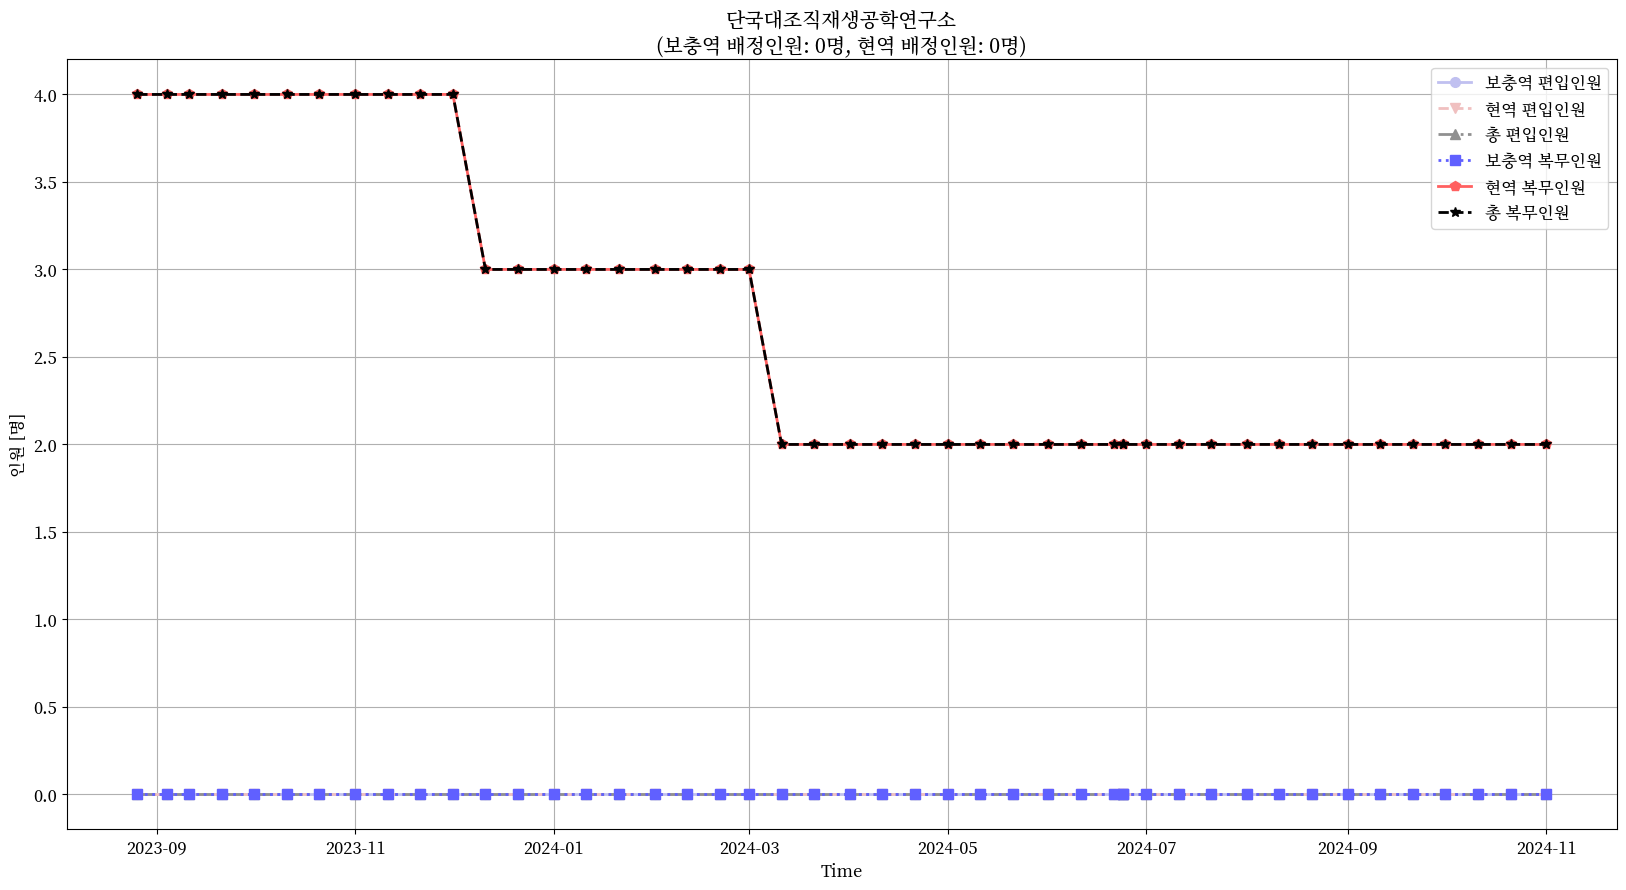 단국대조직재생공학연구소
(보충역 배정인원: 0명, 현역 배정인원: 0명)
보충역 편입인원
현역 편입인원
총 편입인원
보충역 복무인원
현역 복무인원
총 복무인원
4.0
3.5
3.0
2.5
2.0
1.5
1.0
0.5
0.0
인원 [명]
2023-09 2023-11 2024-01 2024-03 2024-05 2024-07 2024-09 2024-11
Time